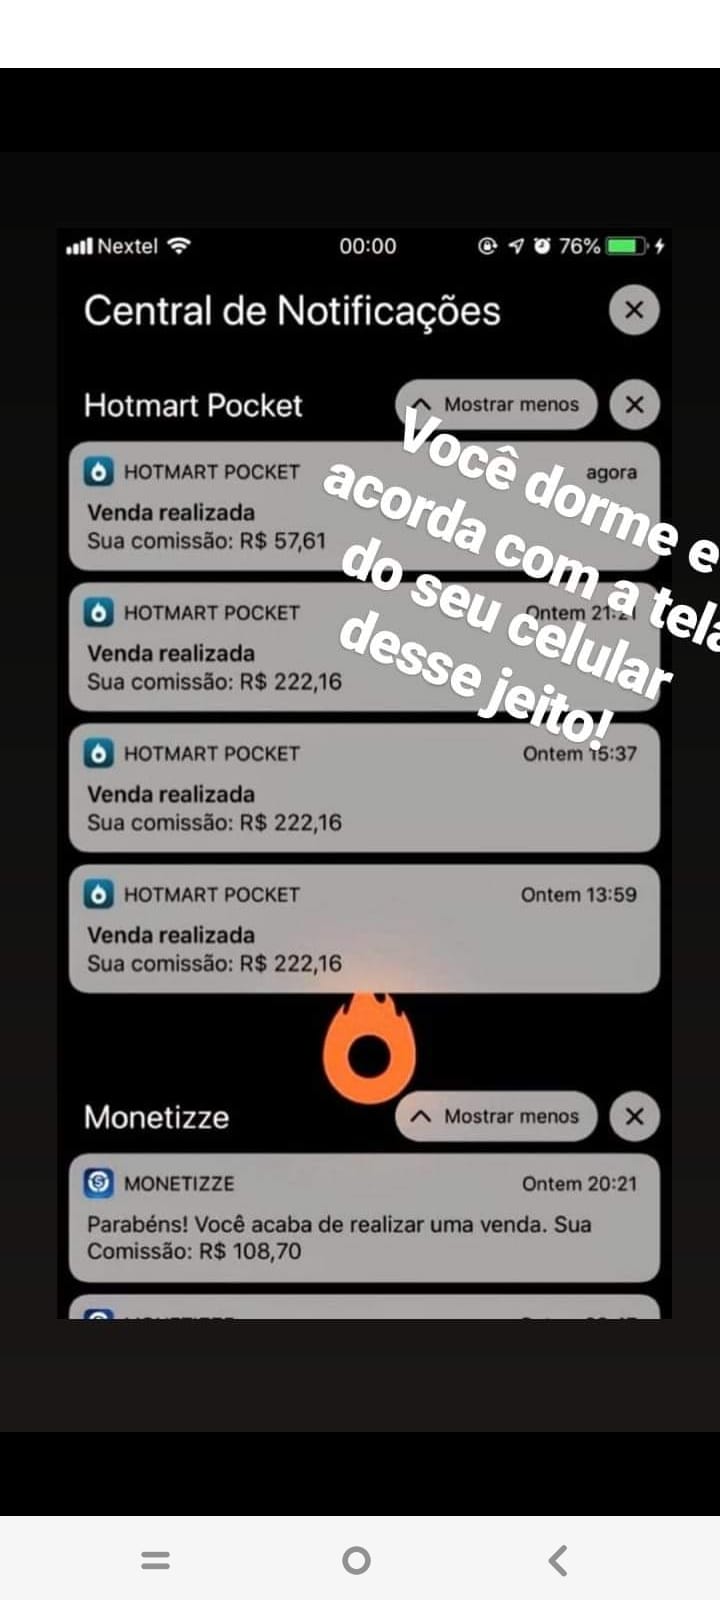 Nextel 00:00 76%
Central de Notificações
Hotmart Pocket Mostrar menos
HOTMART POCKET agora
Venda realizada
Sua comissão: R$ 57,61
Você dorme e
acorda com a tela
do seu celular
desse jeito!
HOTMART POCKET Ontem 21:21
Venda realizada
Sua comissão: R$ 222,16
HOTMART POCKET Ontem 15:37
Venda realizada
Sua comissão: R$ 222,16
HOTMART POCKET Ontem 13:59
Venda realizada
Sua comissão: R$ 222,16
Monetizze Mostrar menos
MONETIZZE Ontem 20:21
Parabéns! Você acaba de realizar uma venda. Sua
Comissão: R$ 108,70